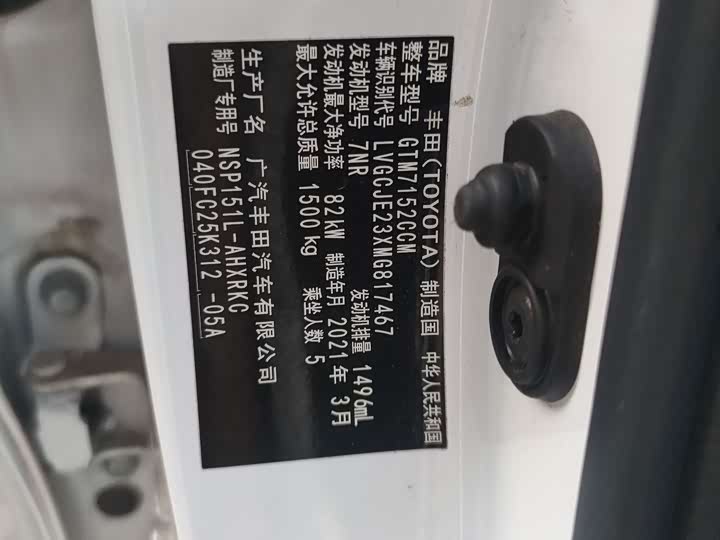 品牌 丰田(TOYOTA) 制造国 中华人民共和国
整车型号 GTM7152CCM
车辆识别代号 LVGCJE23XMG817467
发动机型号 7NR 发动机排量 1496mL
发动机最大净功率 82kW 制造年月 2021年 3月
最大允许总质量 1500 kg 乘坐人数 5
生产厂名 广汽丰田汽车有限公司
制造厂专用号 NSP151L-AHXRKC
040FC25K312 -05A